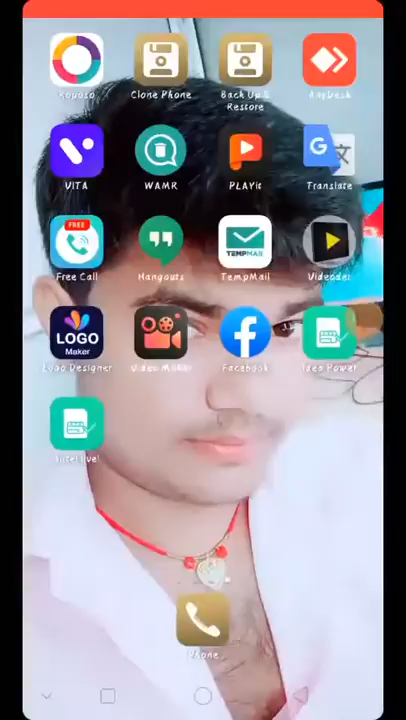 Roposo
Clone Phone
Back Up &
Restore
AnyDesk
VITA
WAMR
PLAYit
G
Translate
FREE
TEMPMAIL
Free Call
Hangouts
TempMail
Videoder
LOGO
Maker
Logo Designer
Video Maker
Facebook
Idea Power
Phone